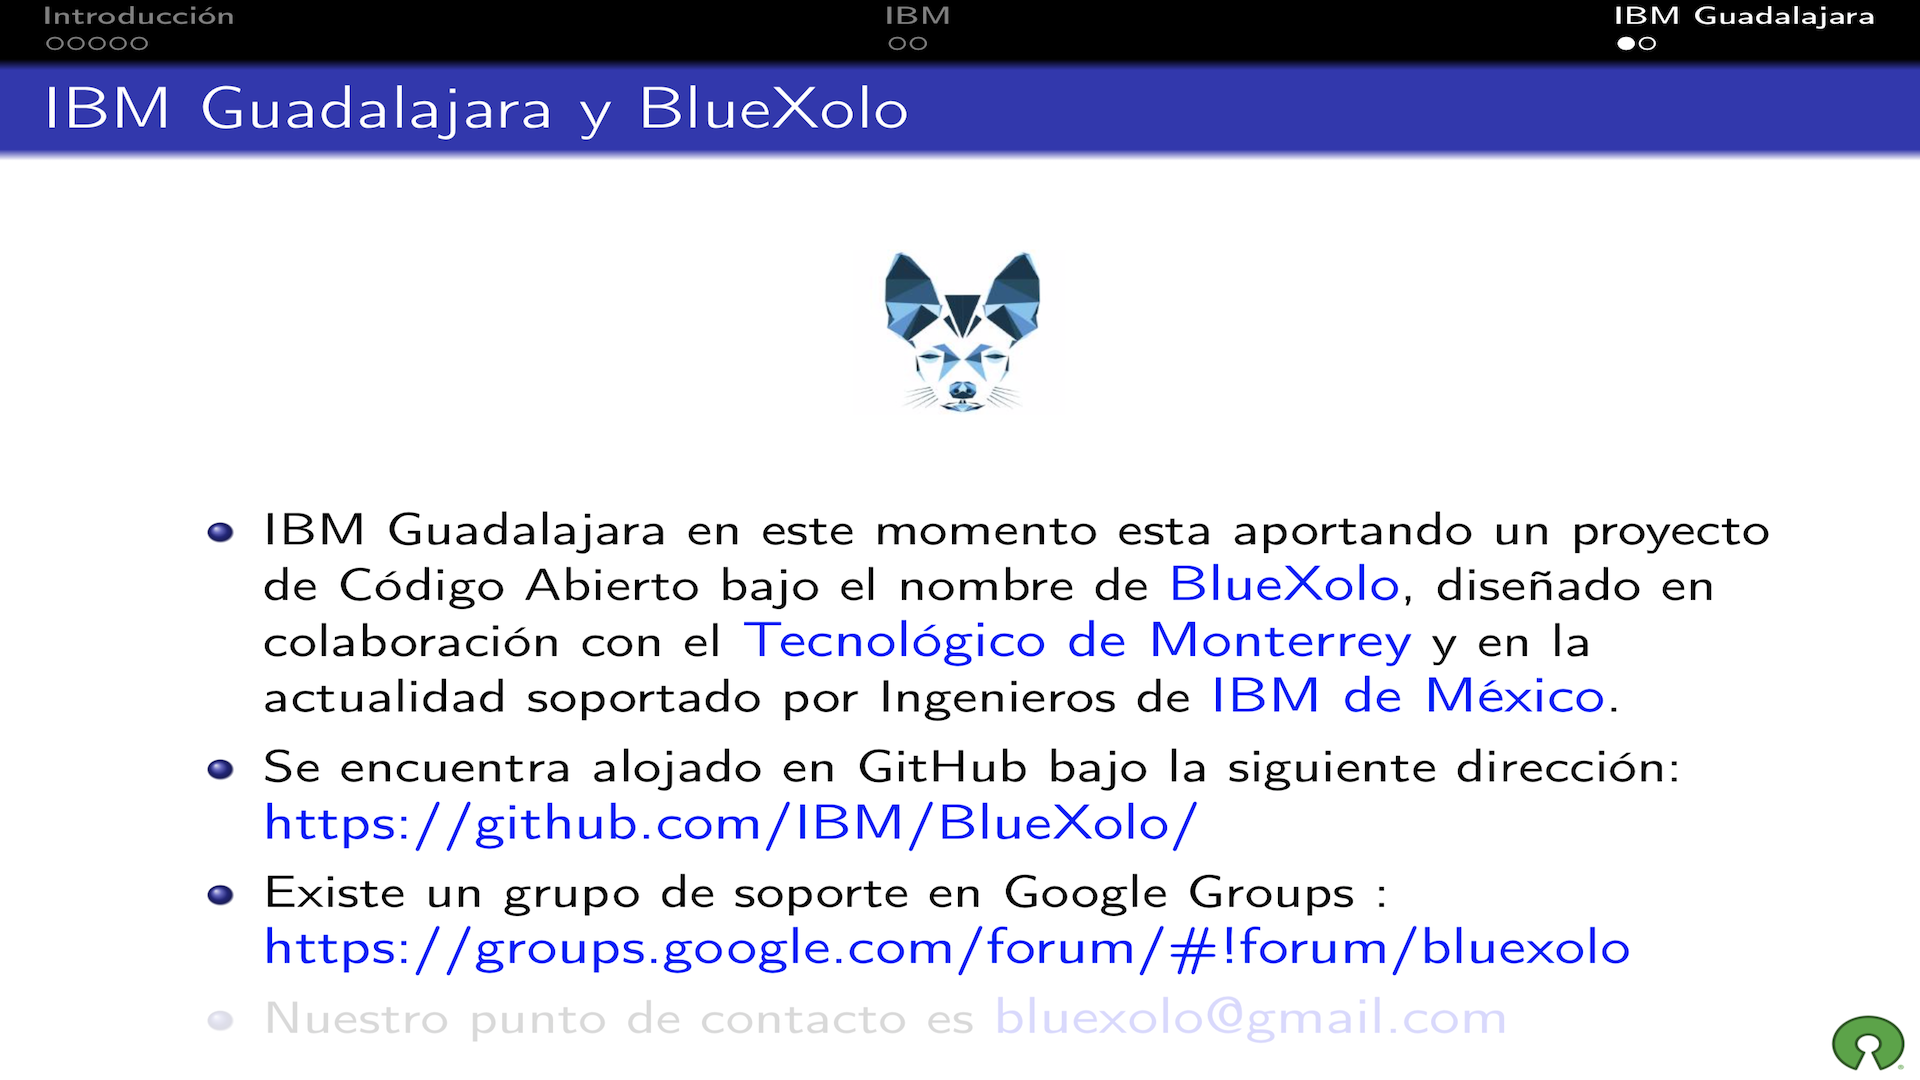 Introducción
IBM
IBM Guadalajara
IBM Guadalajara y BlueXolo
IBM Guadalajara en este momento esta aportando un proyecto
de Código Abierto bajo el nombre de BlueXolo, diseñado en
colaboración con el Tecnológico de Monterrey y en la
actualidad soportado por Ingenieros de IBM de México.
Se encuentra alojado en GitHub bajo la siguiente dirección:
https://github.com/IBM/BlueXolo/
Existe un grupo de soporte en Google Groups :
https://groups.google.com/forum/#!forum/bluexolo
Nuestro punto de contacto es bluexolo@gmail.com